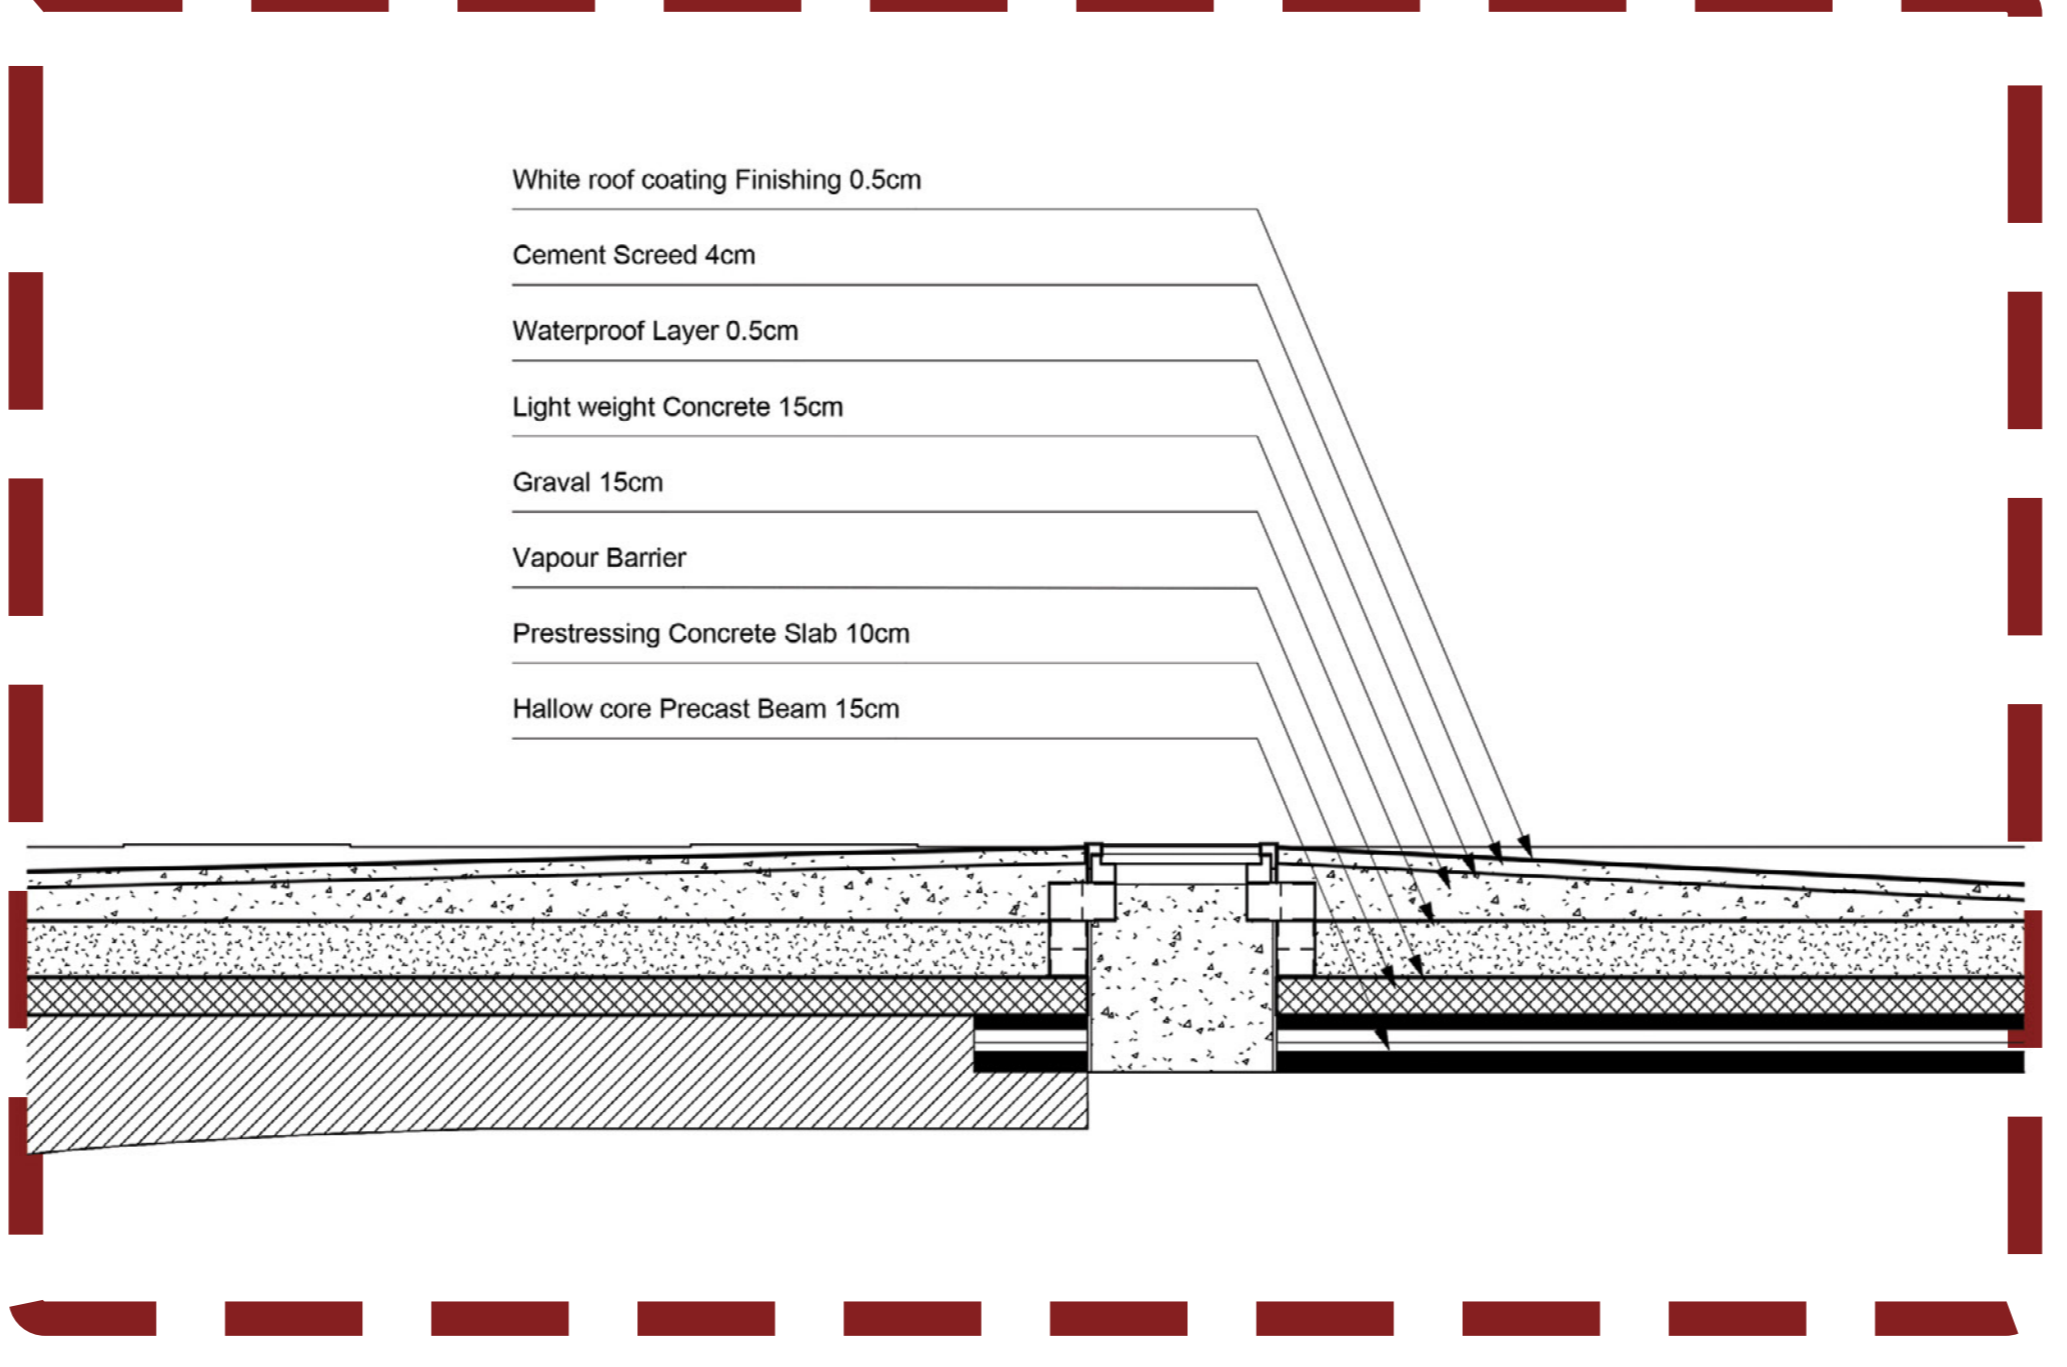 White roof coating Finishing 0.5cm
Cement Screed 4cm
Waterproof Layer 0.5cm
Light weight Concrete 15cm
Graval 15cm
Vapour Barrier
Prestressing Concrete Slab 10cm
Hallow core Precast Beam 15cm